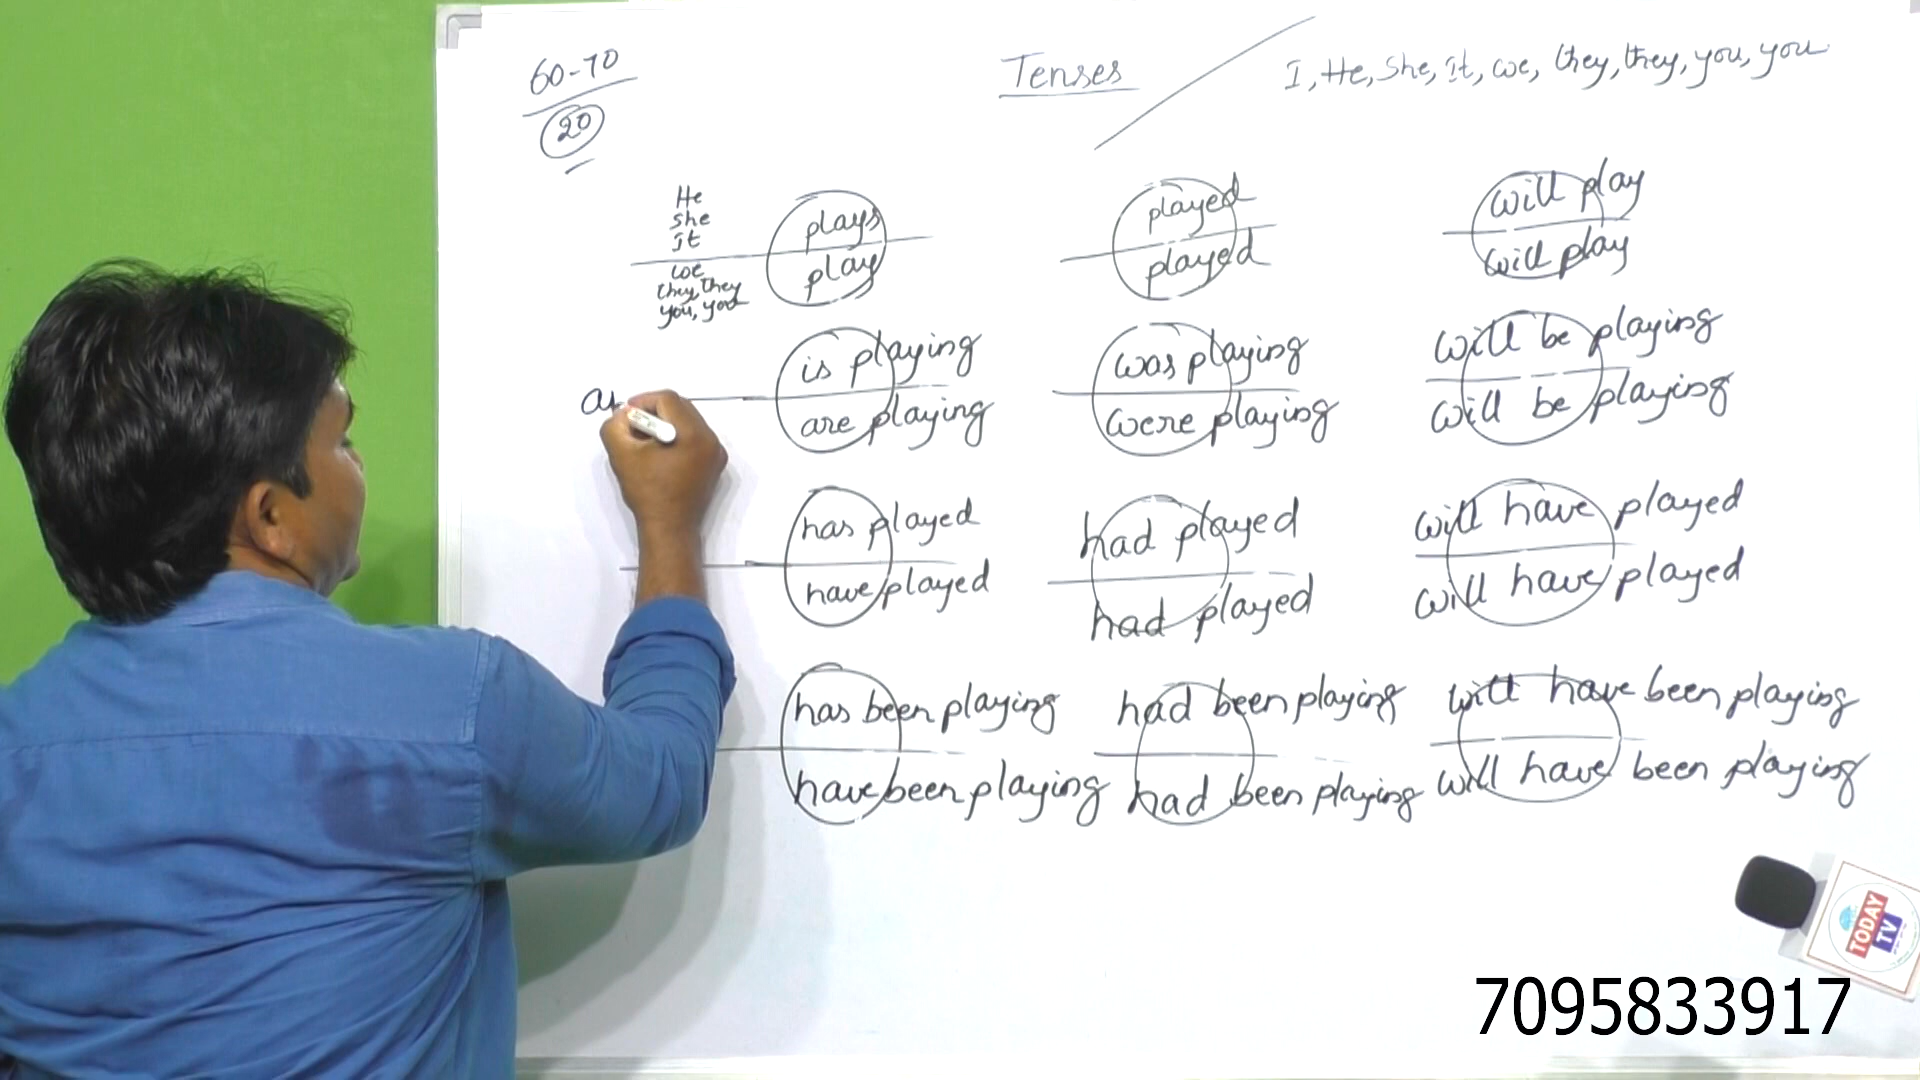 60-70
20
Tenses
I, He, She, It, we, they, they, you, you
He
She
It
we
they, they
you, you
plays
play
played
played
will play
will play
is playing
are playing
was playing
were playing
will be playing
will be playing
has played
have played
had played
had played
will have played
will have played
has been playing
have been playing
had been playing
had been playing
will have been playing
will have been playing
TODAY
TV
7095833917